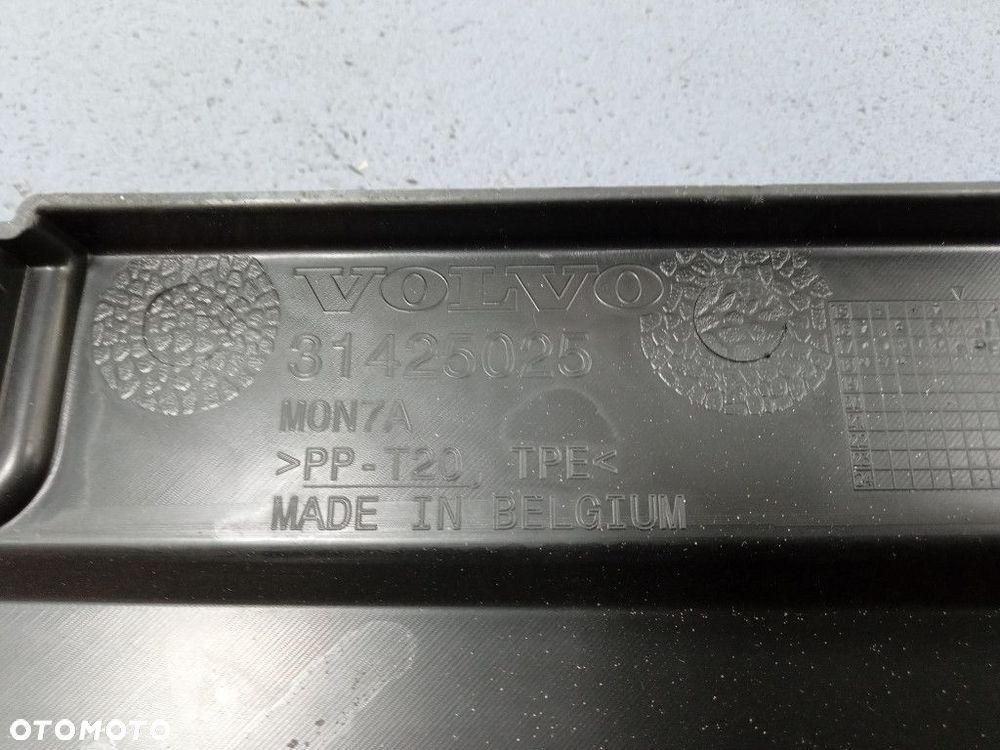 VOLVO
31425025
MON7A
>PP-T20, TPE<
MADE IN BELGIUM
OTOMOTO